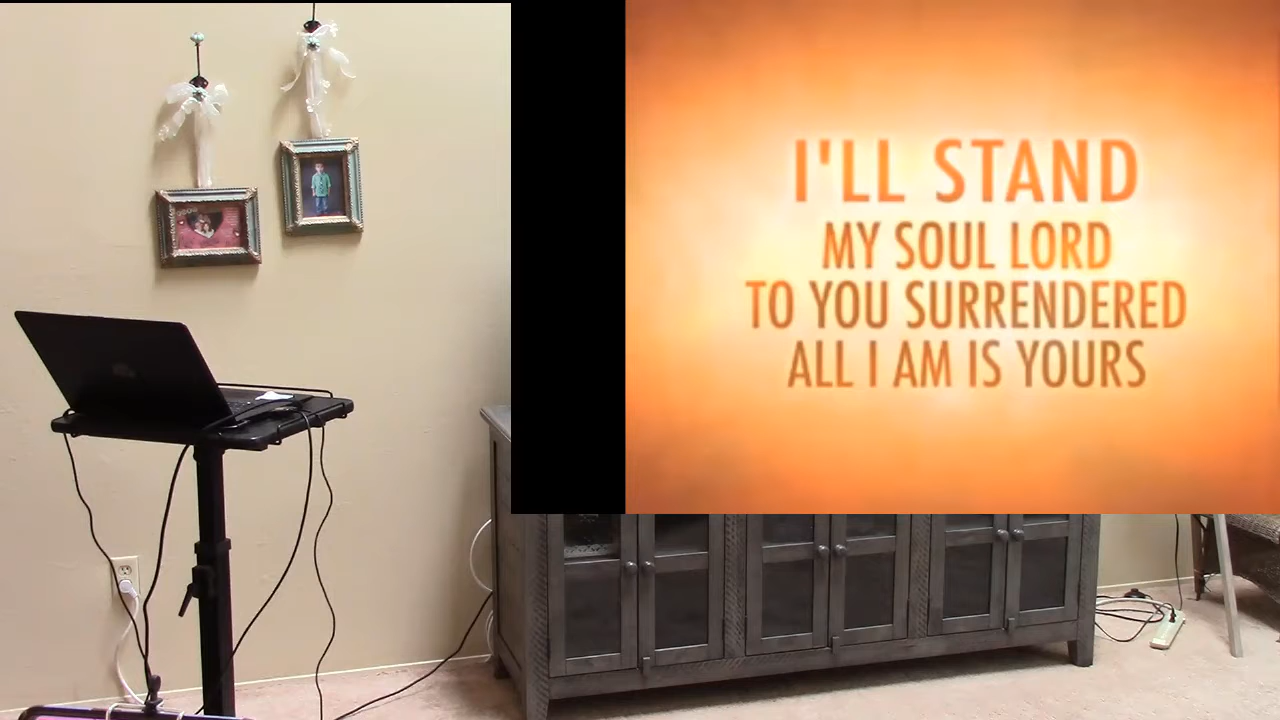 I'LL STAND
MY SOUL LORD
TO YOU SURRENDERED
ALL I AM IS YOURS